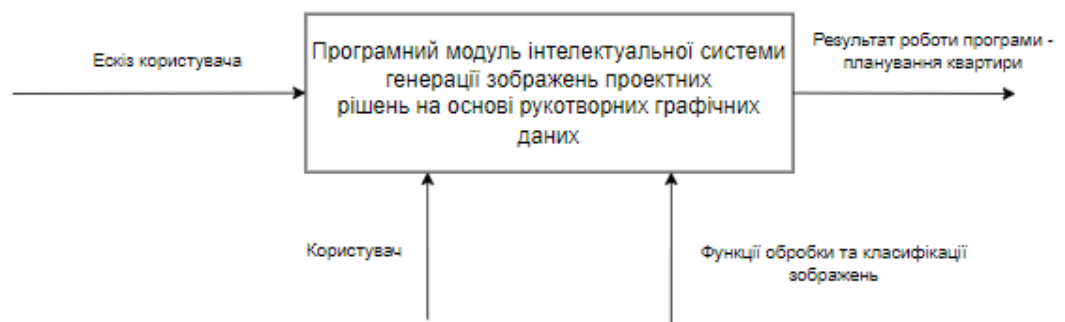 Ескіз користувача
Програмний модуль інтелектуальної системи
генерації зображень проектних
рішень на основі рукотворних графічних
даних
Результат роботи програми -
планування квартири
Користувач
Функції обробки та класифікації
зображень